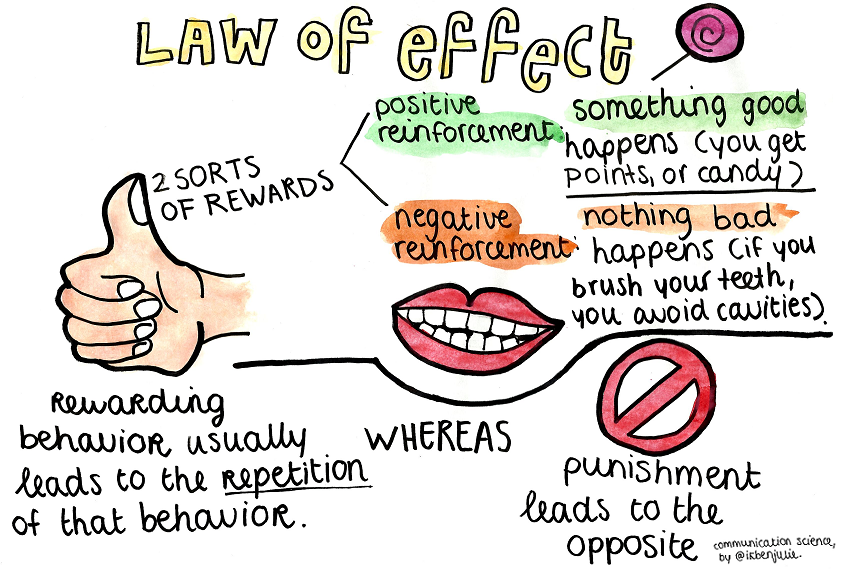 LAW OF effect
2 SORTS
OF REWARDS
positive
reinforcement:
something good
happens (you get
points, or candy)
negative
reinforcement:
nothing bad
happens (if you
brush your teeth,
you avoid cavities).
Rewarding
behavior usually
leads to the repetition
of that behavior.
WHEREAS
punishment
leads to the
opposite
communication science,
by @ikbenjulie.